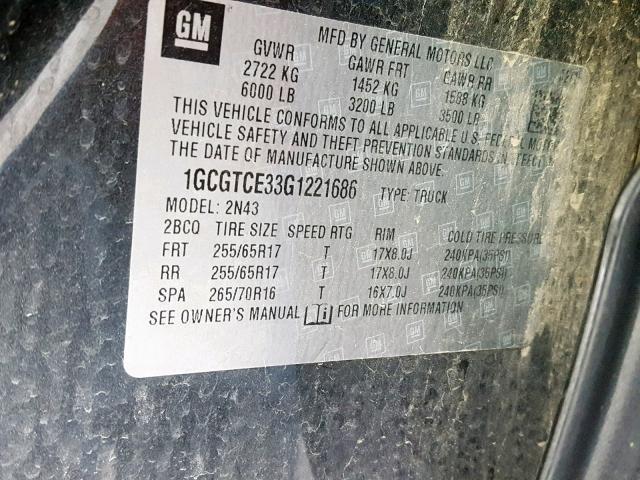 GM
MFD BY GENERAL MOTORS LLC
GVWR GAWR FRT GAWR RR
2722 KG 1452 KG 1588 KG
6000 LB 3200 LB 3500 LB
THIS VEHICLE CONFORMS TO ALL APPLICABLE U.S. FEDERAL MOTOR
VEHICLE SAFETY AND THEFT PREVENTION STANDARDS IN EFFECT ON
THE DATE OF MANUFACTURE SHOWN ABOVE.
1GCGTCE33G1221686 TYPE: TRUCK
MODEL: 2N43
2BCQ TIRE SIZE SPEED RTG RIM COLD TIRE PRESSURE
FRT 255/65R17 T 17X8.0J 240KPA(35PSI)
RR 255/65R17 T 17X8.0J 240KPA(35PSI)
SPA 265/70R16 T 16X7.0J 240KPA(35PSI)
SEE OWNER'S MANUAL FOR MORE INFORMATION